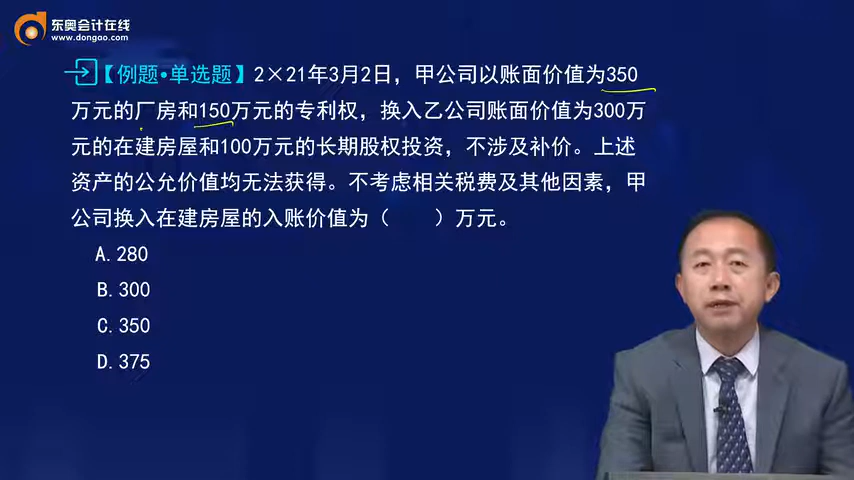 东奥会计在线
www.dongao.com
【例题•单选题】2×21年3月2日，甲公司以账面价值为350
万元的厂房和150万元的专利权，换入乙公司账面价值为300万
元的在建房屋和100万元的长期股权投资，不涉及补价。上述
资产的公允价值均无法获得。不考虑相关税费及其他因素，甲
公司换入在建房屋的入账价值为（　　）万元。
A.280
B.300
C.350
D.375